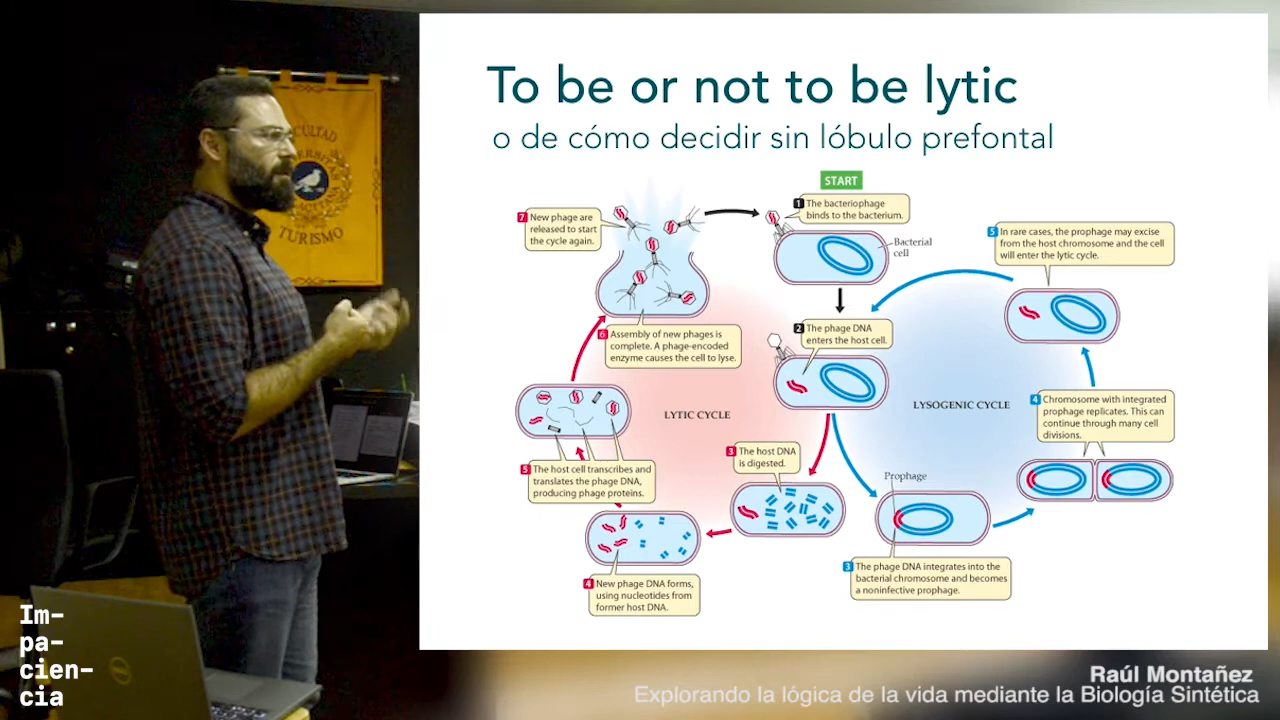 To be or not to be lytic
o de cómo decidir sin lóbulo prefontal
START
1 The bacteriophage
binds to the bacterium.
Bacterial
cell
2 The phage DNA
enters the host cell.
7 New phage are
released to start
the cycle again.
6 Assembly of new phages is
complete. A phage-encoded
enzyme causes the cell to lyse.
LYTIC CYCLE
5 The host cell transcribes and
translates the phage DNA,
producing phage proteins.
3 The host DNA
is digested.
4 New phage DNA forms,
using nucleotides from
former host DNA.
5 In rare cases, the prophage may excise
from the host chromosome and the cell
will enter the lytic cycle.
LYSOGENIC CYCLE
4 Chromosome with integrated
prophage replicates. This can
continue through many cell
divisions.
Prophage
3 The phage DNA integrates into the
bacterial chromosome and becomes
a noninfective prophage.
TURISMO
Im-
pa-
cien-
cia
Raúl Montañez
Explorando la lógica de la vida mediante la Biología Sintética